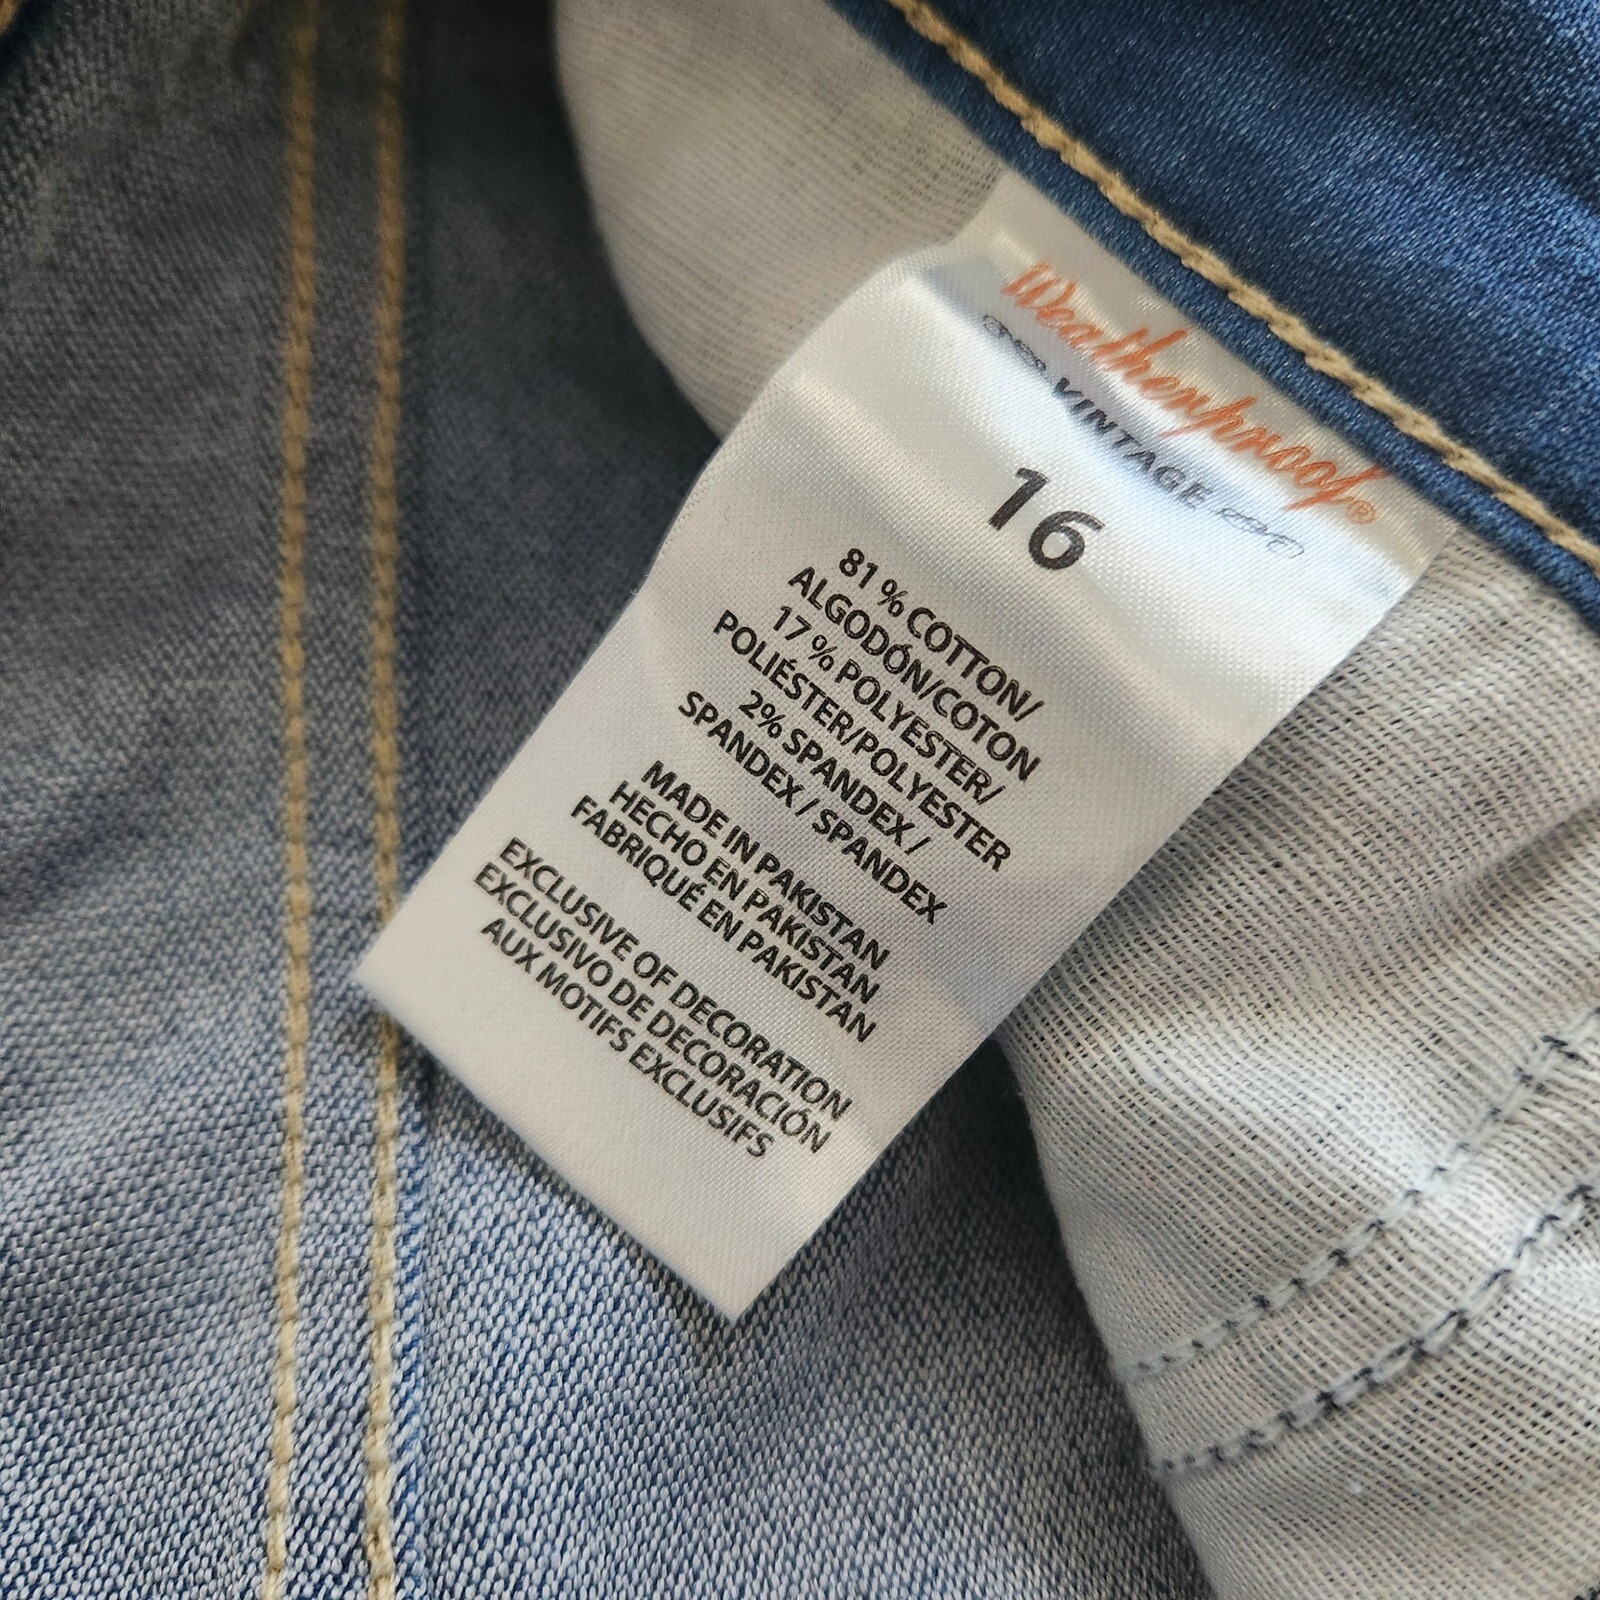 Weatherproof®
VINTAGE
16
81% COTTON/
ALGODÓN/COTON
17% POLYESTER/
POLIÉSTER/POLYESTER
2% SPANDEX /
SPANDEX / SPANDEX
MADE IN PAKISTAN
HECHO EN PAKISTAN
FABRIQUÉ EN PAKISTAN
EXCLUSIVE OF DECORATION
EXCLUSIVO DE DECORACIÓN
AUX MOTIFS EXCLUSIFS